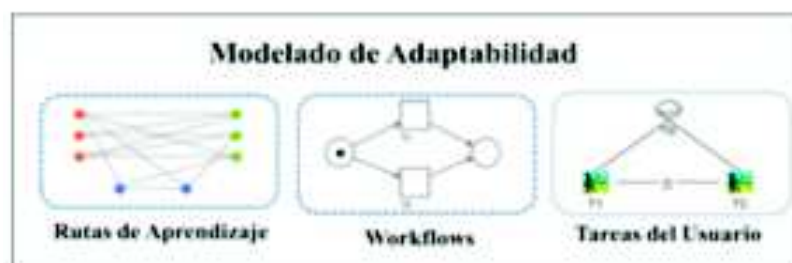 Modelado de Adaptabilidad
Rutas de Aprendizaje
Workflows
Tareas del Usuario